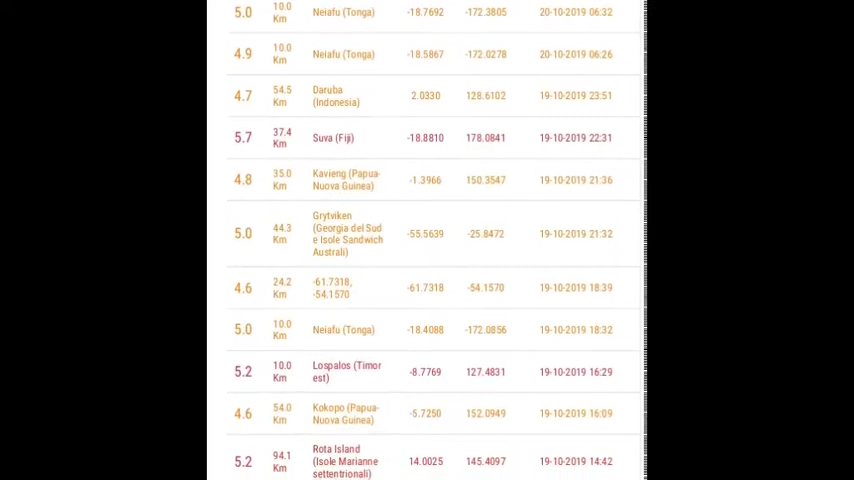 5.0 10.0 Km Neiafu (Tonga) -18.7692 -172.3805 20-10-2019 06:32
4.9 10.0 Km Neiafu (Tonga) -18.5867 -172.0278 20-10-2019 06:26
4.7 54.5 Km Daruba (Indonesia) 2.0330 128.6102 19-10-2019 23:51
5.7 37.4 Km Suva (Fiji) -18.8810 178.0841 19-10-2019 22:31
4.8 35.0 Km Kavieng (Papua-Nuova Guinea) -1.3966 150.3547 19-10-2019 21:36
5.0 44.3 Km Grytviken (Georgia del Sud e Isole Sandwich Australi) -55.5639 -25.8472 19-10-2019 21:32
4.6 24.2 Km -61.7318, -54.1570 -61.7318 -54.1570 19-10-2019 18:39
5.0 10.0 Km Neiafu (Tonga) -18.4088 -172.0856 19-10-2019 18:32
5.2 10.0 Km Lospalos (Timor est) -8.7769 127.4831 19-10-2019 16:29
4.6 54.0 Km Kokopo (Papua-Nuova Guinea) -5.7250 152.0949 19-10-2019 16:09
5.2 94.1 Km Rota Island (Isole Marianne settentrionali) 14.0025 145.4097 19-10-2019 14:42